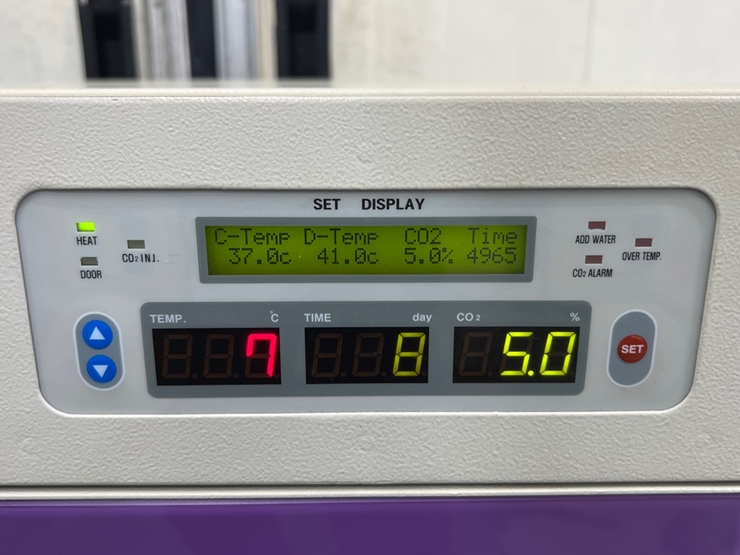 SET DISPLAY
HEAT
CO₂ INJ.
DOOR
C-Temp D-Temp CO2 Time
37.0c 41.0c 5.0% 4965
ADD WATER
OVER TEMP.
CO₂ ALARM
TEMP. °C
7
TIME day
8
CO₂ %
5.0
SET